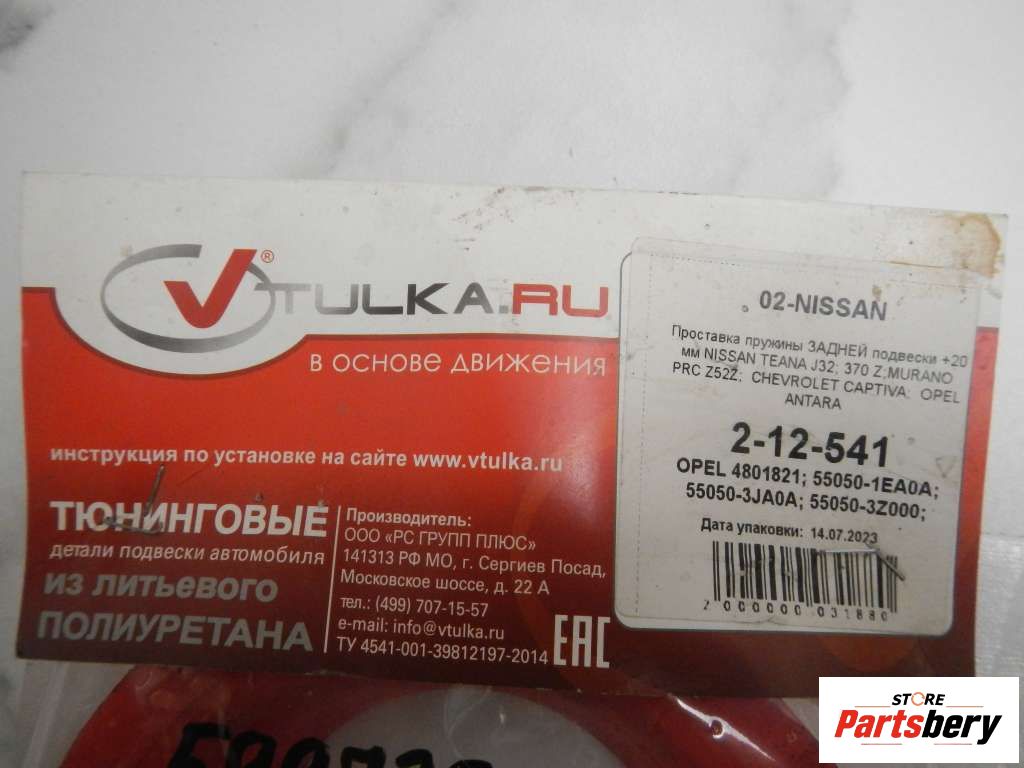 VTULKA.RU®
В ОСНОВЕ ДВИЖЕНИЯ
инструкция по установке на сайте www.vtulka.ru
ТЮНИНГОВЫЕ
детали подвески автомобиля
ИЗ ЛИТЬЕВОГО
ПОЛИУРЕТАНА
Производитель:
ООО «РС ГРУПП ПЛЮС»
141313 РФ МО, г. Сергиев Посад,
Московское шоссе, д. 22 А
тел.: (499) 707-15-57
e-mail: info@vtulka.ru
ТУ 4541-001-39812197-2014
EAC
02-NISSAN
Проставка пружины ЗАДНЕЙ подвески +20
мм NISSAN TEANA J32; 370 Z;MURANO
PRC Z52Z; CHEVROLET CAPTIVA; OPEL
ANTARA
2-12-541
OPEL 4801821; 55050-1EA0A;
55050-3JA0A; 55050-3Z000;
Дата упаковки: 14.07.2023
2 000000 031880
STORE
Partsbery